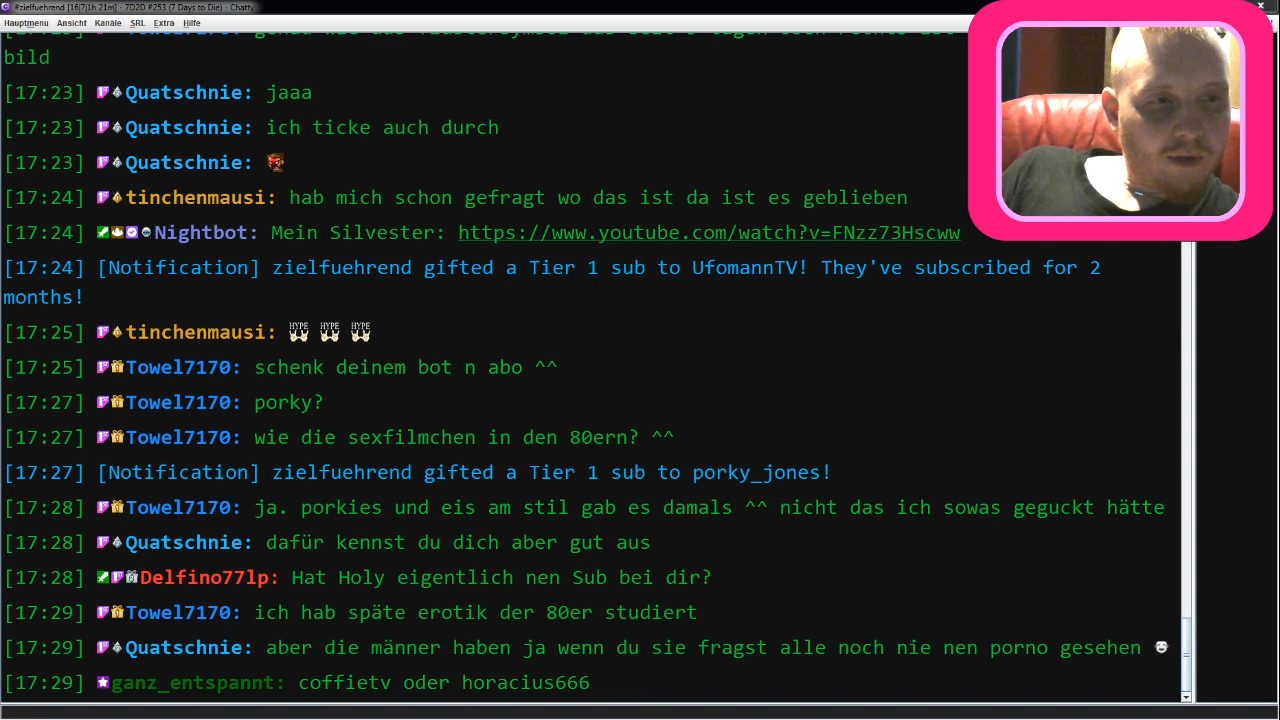 #zielfuehrend [16|7|1h 21m] - 7D2D #253 (7 Days to Die) - Chatty
Hauptmenu Ansicht Kanäle SRL Extra Hilfe
bild
[17:23] Quatschnie: jaaa
[17:23] Quatschnie: ich ticke auch durch
[17:23] Quatschnie:
[17:24] tinchenmausi: hab mich schon gefragt wo das ist da ist es geblieben
[17:24] Nightbot: Mein Silvester: https://www.youtube.com/watch?v=FNzz73Hscww
[17:24] [Notification] zielfuehrend gifted a Tier 1 sub to UfomannTV! They've subscribed for 2
months!
[17:25] tinchenmausi: HYPE HYPE HYPE
[17:25] Towel7170: schenk deinem bot n abo ^^
[17:27] Towel7170: porky?
[17:27] Towel7170: wie die sexfilmchen in den 80ern? ^^
[17:27] [Notification] zielfuehrend gifted a Tier 1 sub to porky_jones!
[17:28] Towel7170: ja. porkies und eis am stil gab es damals ^^ nicht das ich sowas geguckt hätte
[17:28] Quatschnie: dafür kennst du dich aber gut aus
[17:28] Delfino77lp: Hat Holy eigentlich nen Sub bei dir?
[17:29] Towel7170: ich hab späte erotik der 80er studiert
[17:29] Quatschnie: aber die männer haben ja wenn du sie fragst alle noch nie nen porno gesehen
[17:29] ganz_entspannt: coffietv oder horacius666